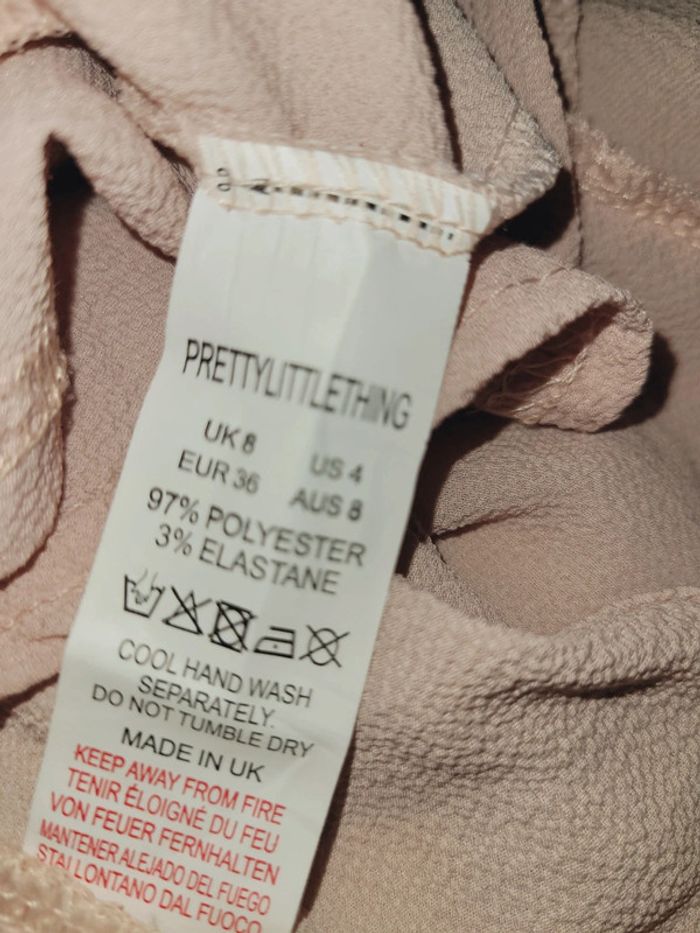 PRETTYLITTLETHING
UK 8 US 4
EUR 36 AUS 8
97% POLYESTER
3% ELASTANE
COOL HAND WASH
SEPARATELY.
DO NOT TUMBLE DRY
MADE IN UK
KEEP AWAY FROM FIRE
TENIR ÉLOIGNÉ DU FEU
VON FEUER FERNHALTEN
MANTENER ALEJADO DEL FUEGO
STAI LONTANO DAL FUOCO